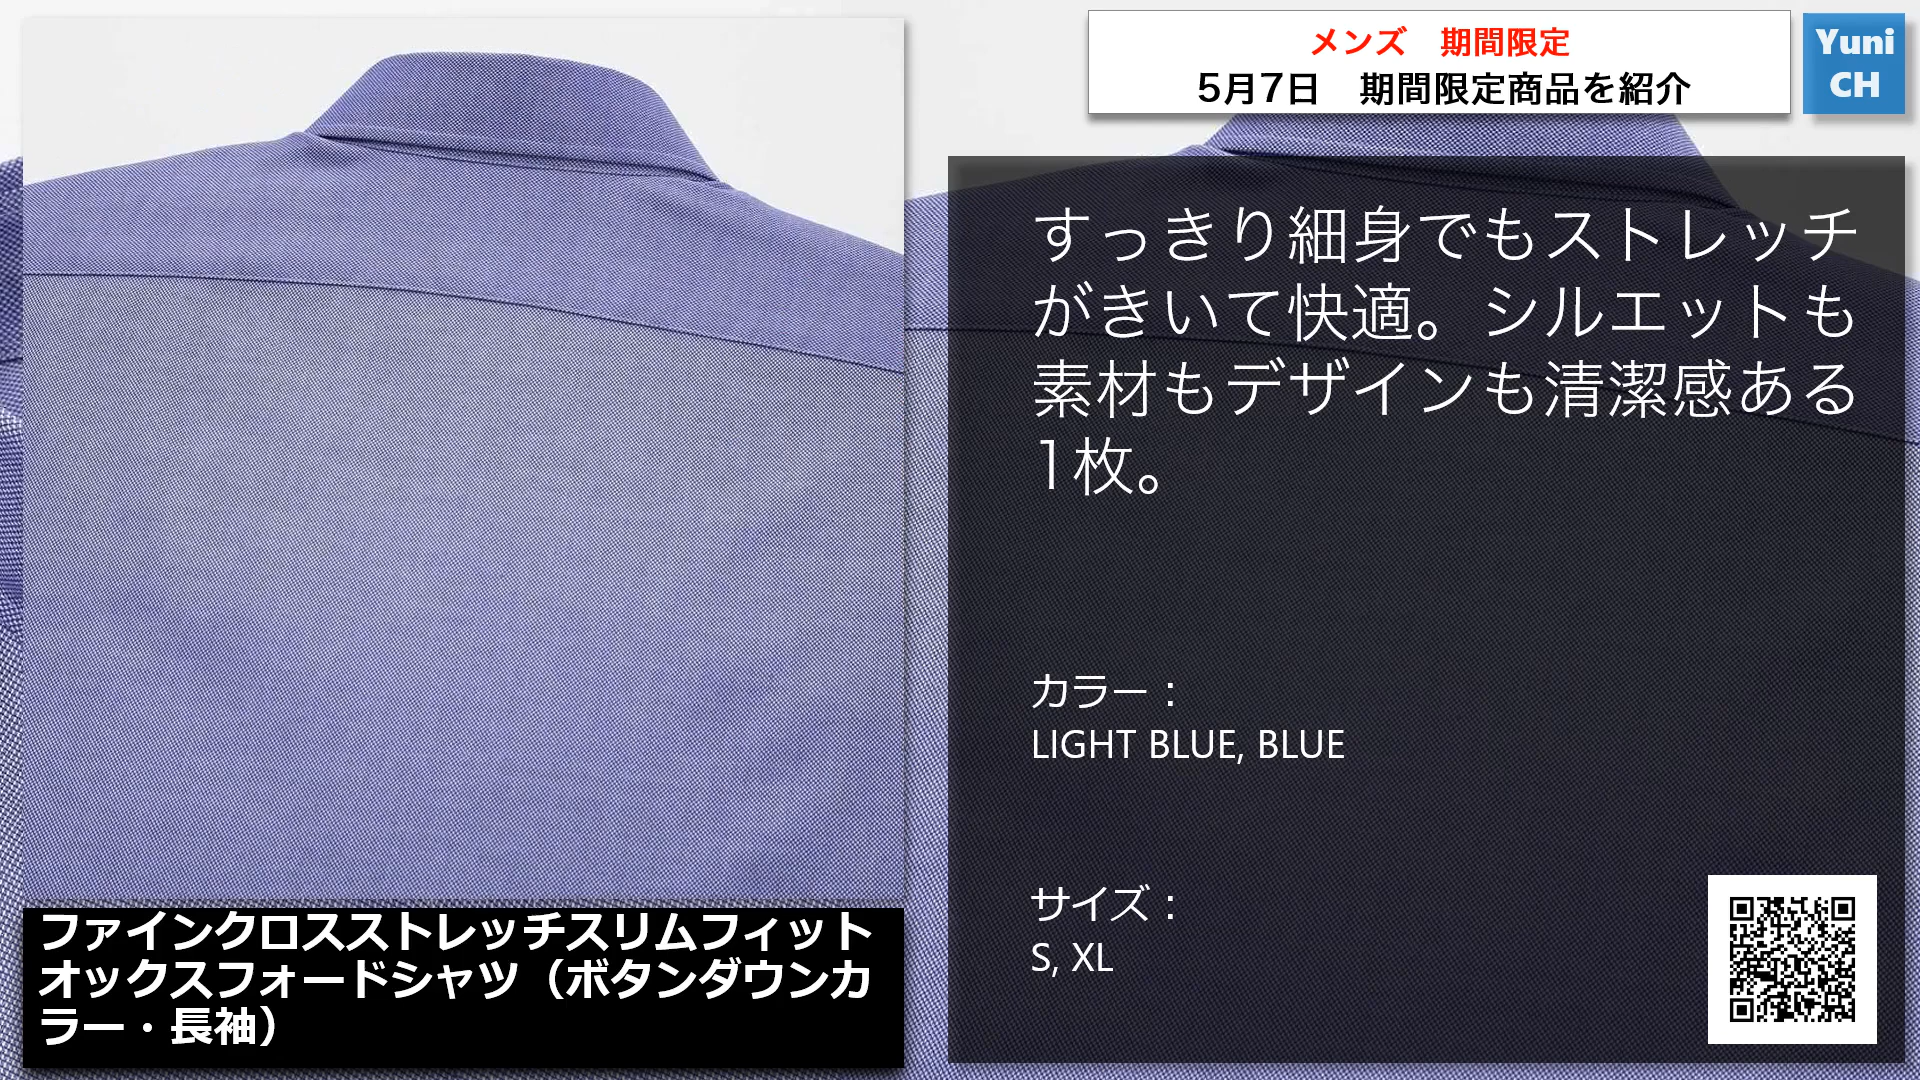 メンズ　期間限定
5月7日　期間限定商品を紹介
Yuni
CH
すっきり細身でもストレッチ
がきいて快適。シルエットも
素材もデザインも清潔感ある
1枚。
カラー：
LIGHT BLUE, BLUE
サイズ：
S, XL
ファインクロスストレッチスリムフィット
オックスフォードシャツ（ボタンダウンカ
ラー・長袖）